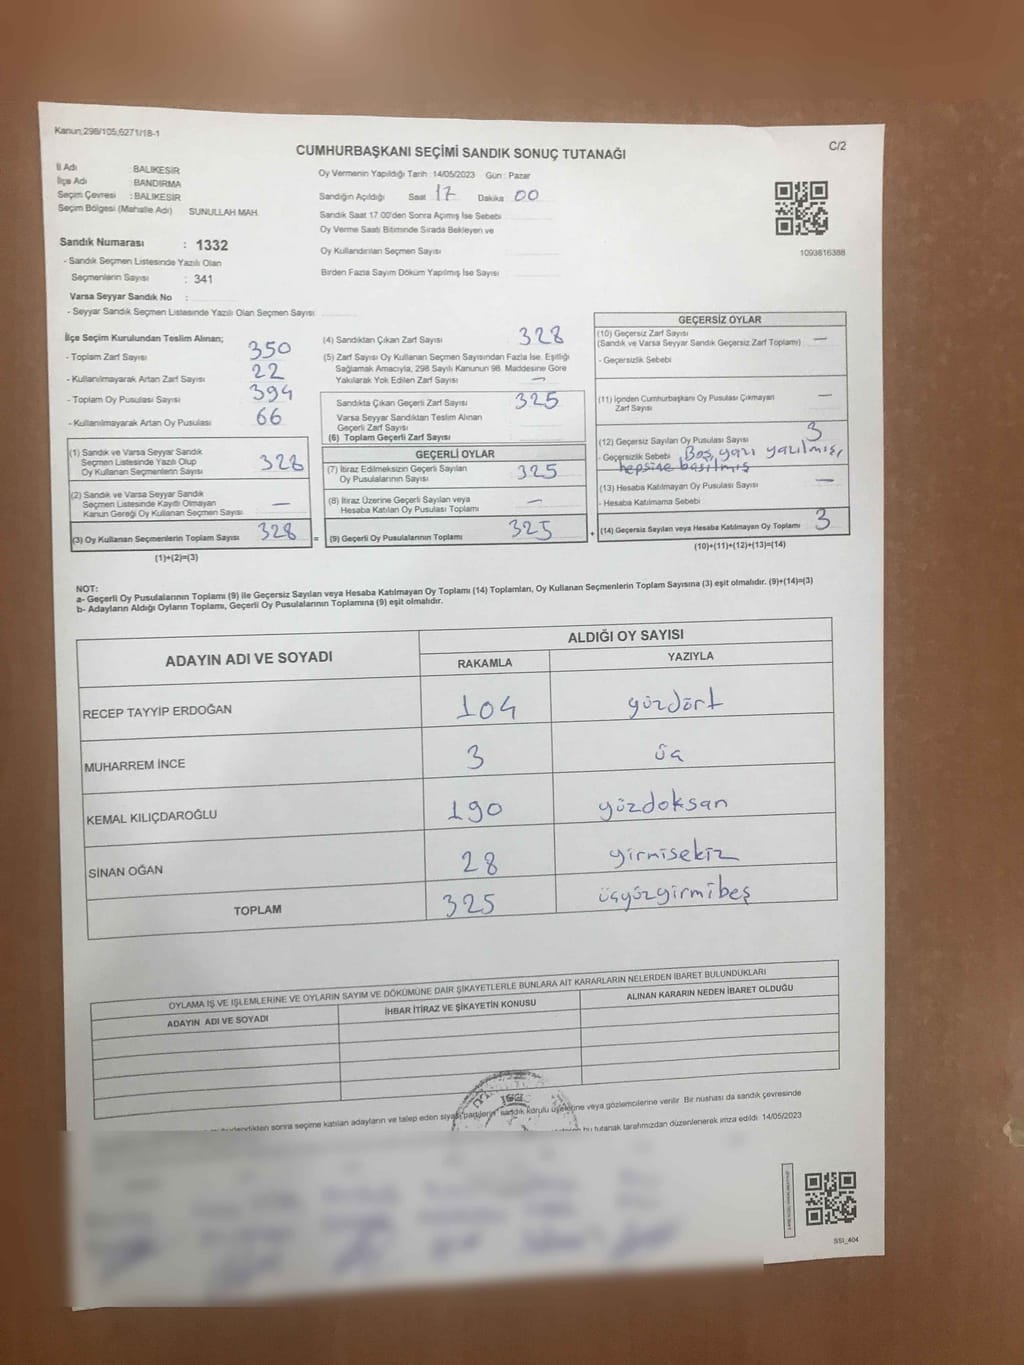 Kanun;298/105,6271/18-1
C/2
CUMHURBAŞKANI SEÇİMİ SANDIK SONUÇ TUTANAĞI
İl Adı : BALIKESİR
İlçe Adı : BANDIRMA
Seçim Çevresi : BALIKESİR
Seçim Bölgesi (Mahalle Adı) SUNULLAH MAH.
Sandık Numarası : 1332
- Sandık Seçmen Listesinde Yazılı Olan
Seçmenlerin Sayısı : 341
Varsa Seyyar Sandık No :
- Seyyar Sandık Seçmen Listesinde Yazılı Olan Seçmen Sayısı :
Oy Vermenin Yapıldığı Tarih : 14/05/2023 Gün : Pazar
Sandığın Açıldığı Saat 17 Dakika 00
Sandık Saat 17.00'den Sonra Açımış İse Sebebi
Oy Verme Saati Bitiminde Sırada Bekleyen ve
Oy Kullandırılan Seçmen Sayısı
Birden Fazla Sayım Döküm Yapılmış İse Sayısı
1093816388
İlçe Seçim Kurulundan Teslim Alınan;
- Toplam Zarf Sayısı 350
- Kullanılmayarak Artan Zarf Sayısı 22
- Toplam Oy Pusulası Sayısı 394
- Kullanılmayarak Artan Oy Pusulası 66
(1) Sandık ve Varsa Seyyar Sandık
Seçmen Listesinde Yazılı Olup
Oy Kullanan Seçmenlerin Sayısı 328
(2) Sandık ve Varsa Seyyar Sandık
Seçmen Listesinde Kaydı Olmayan
Kanun Gereği Oy Kullanan Seçmen Sayısı —
(3) Oy Kullanan Seçmenlerin Toplam Sayısı 328 =
(1)+(2)=(3)
(4) Sandıktan Çıkan Zarf Sayısı 328
(5) Zarf Sayısı Oy Kullanan Seçmen Sayısından Fazla İse, Eşitliği
Sağlamak Amacıyla, 298 Sayılı Kanunun 98. Maddesine Göre
Yakılarak Yok Edilen Zarf Sayısı —
Sandıkta Çıkan Geçerli Zarf Sayısı 325
Varsa Seyyar Sandıktan Teslim Alınan
Geçerli Zarf Sayısı
(6) Toplam Geçerli Zarf Sayısı
GEÇERLİ OYLAR
(7) İtiraz Edilmeksizin Geçerli Sayılan
Oy Pusulasının Sayısı 325
(8) İtiraz Üzerine Geçerli Sayılan veya
Hesaba Katılan Oy Pusulası Toplamı —
(9) Geçerli Oy Pusulalarının Toplamı 325 +
GEÇERSİZ OYLAR
(10) Geçersiz Zarf Sayısı
(Sandık ve Varsa Seyyar Sandık Geçersiz Zarf Toplamı) —
- Geçersizlik Sebebi
(11) İçinden Cumhurbaşkanı Oy Pusulası Çıkmayan
Zarf Sayısı —
(12) Geçersiz Sayılan Oy Pusulası Sayısı 3
- Geçersizlik Sebebi Boş, yazı yazılmış,
hepsine basılmış
(13) Hesaba Katılmayan Oy Pusulası Sayısı —
- Hesaba Katılmama Sebebi
(14) Geçersiz Sayılan veya Hesaba Katılmayan Oy Toplamı 3
(10)+(11)+(12)+(13)=(14)
NOT:
a- Geçerli Oy Pusulalarının Toplamı (9) ile Geçersiz Sayılan veya Hesaba Katılmayan Oy Toplamı (14) Toplamları, Oy Kullanan Seçmenlerin Toplam Sayısına (3) eşit olmalıdır. (9)+(14)=(3)
b- Adayların Aldığı Oyların Toplamı, Geçerli Oy Pusulalarının Toplamına (9) eşit olmalıdır.
ADAYIN ADI VE SOYADI ALDIĞI OY SAYISI
RAKAMLA YAZIYLA
RECEP TAYYİP ERDOĞAN 104 yüzdört
MUHARREM İNCE 3 üç
KEMAL KILIÇDAROĞLU 190 yüzdoksan
SİNAN OĞAN 28 yirmisekiz
TOPLAM 325 üçyüzyirmibeş
OYLAMA İŞ VE İŞLEMLERİNE VE OYLARIN SAYIM VE DÖKÜMÜNE DAİR ŞİKAYETLERLE BUNLARA AİT KARARLARIN NELERDEN İBARET BULUNDUKLARI
ADAYIN ADI VE SOYADI İHBAR İTİRAZ VE ŞİKAYETİN KONUSU ALINAN KARARIN NEDEN İBARET OLDUĞU
sonra seçime katılan adayların ve talep eden siyasi partilerin sandık kurulu üyelerine veya gözlemcilerine verilir. Bir nüshası da sandık çevresinde
bu tutanak tarafımızdan düzenlenerek imza edildi. 14/05/2023
SSI_404